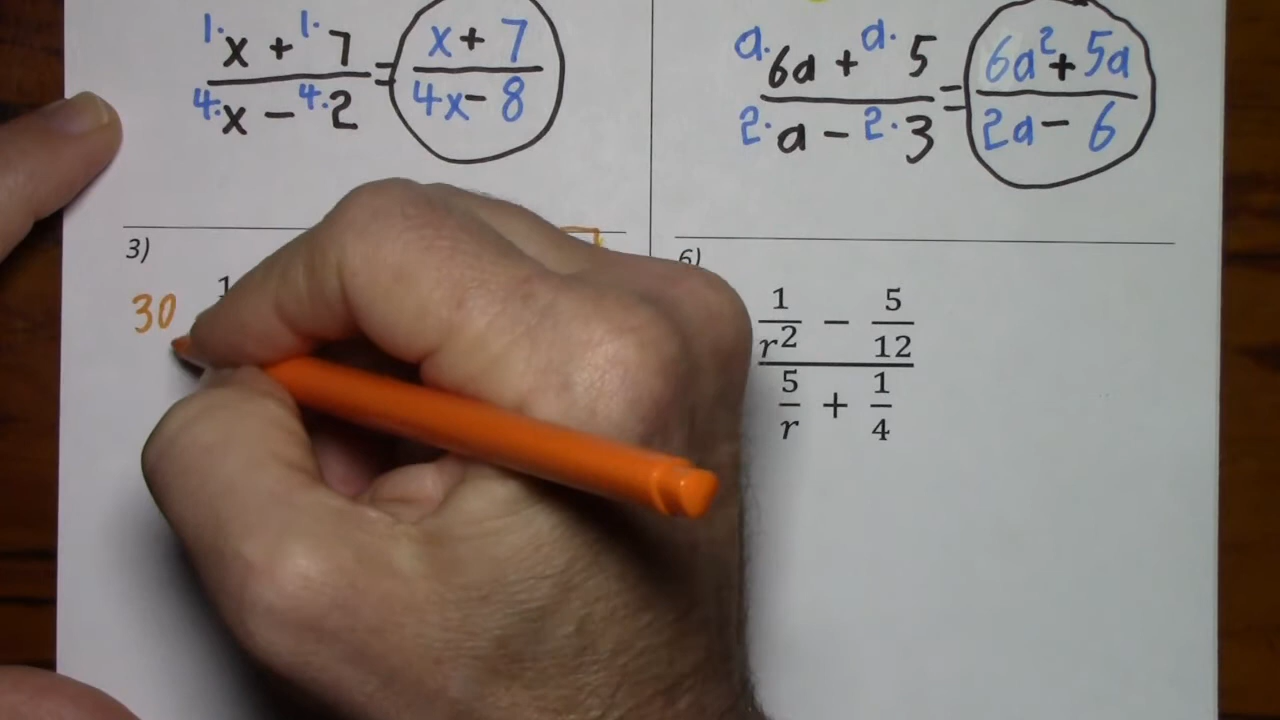 1· x + 1· 7 = x + 7
4· x − 4· 2 4x − 8
a· 6a + a· 5 = 6a² + 5a
2· a − 2· 3 2a − 6
3)
1
30
6)
1 − 5
r² 12
5 + 1
r 4